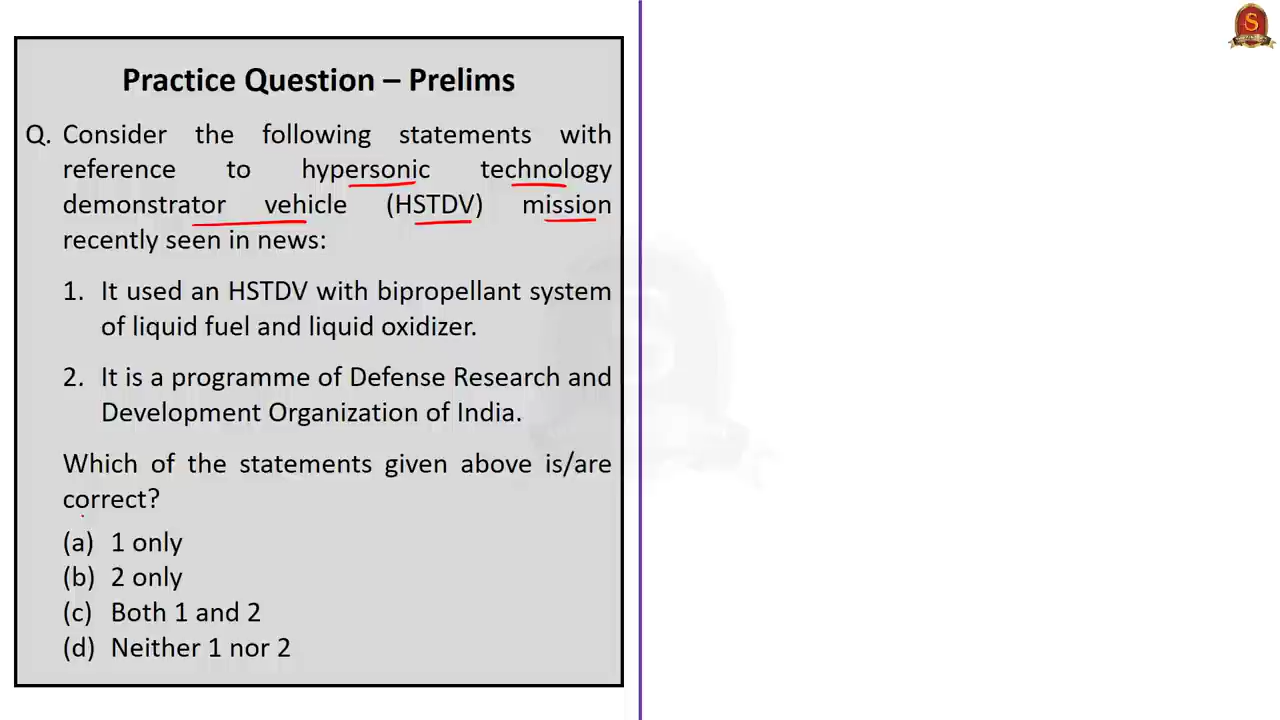 Practice Question – Prelims
Q. Consider the following statements with
reference to hypersonic technology
demonstrator vehicle (HSTDV) mission
recently seen in news:
1. It used an HSTDV with bipropellant system
of liquid fuel and liquid oxidizer.
2. It is a programme of Defense Research and
Development Organization of India.
Which of the statements given above is/are
correct?
(a) 1 only
(b) 2 only
(c) Both 1 and 2
(d) Neither 1 nor 2
S